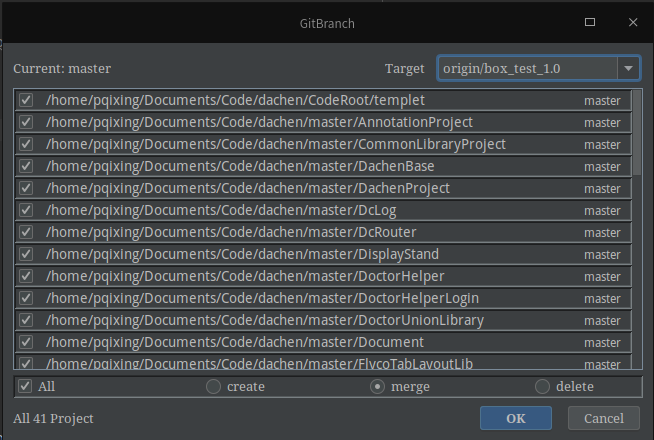 GitBranch
Current: master Target origin/box_test_1.0
/home/pqixing/Documents/Code/dachen/CodeRoot/templet master
/home/pqixing/Documents/Code/dachen/master/AnnotationProject master
/home/pqixing/Documents/Code/dachen/master/CommonLibraryProject master
/home/pqixing/Documents/Code/dachen/master/DachenBase master
/home/pqixing/Documents/Code/dachen/master/DachenProject master
/home/pqixing/Documents/Code/dachen/master/DcLog master
/home/pqixing/Documents/Code/dachen/master/DcRouter master
/home/pqixing/Documents/Code/dachen/master/DisplayStand master
/home/pqixing/Documents/Code/dachen/master/DoctorHelper master
/home/pqixing/Documents/Code/dachen/master/DoctorHelperLogIn master
/home/pqixing/Documents/Code/dachen/master/DoctorUnionLibrary master
/home/pqixing/Documents/Code/dachen/master/Document master
/home/pqixing/Documents/Code/dachen/master/FlycoTabLayoutLib master
All create merge delete
All 41 Project OK Cancel